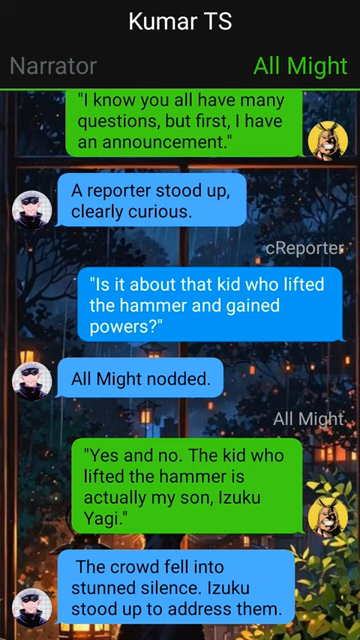 Kumar TS
Narrator
All Might
"I know you all have many
questions, but first, I have
an announcement."
A reporter stood up,
clearly curious.
cReporter
"Is it about that kid who lifted
the hammer and gained
powers?"
All Might nodded.
All Might
"Yes and no. The kid who
lifted the hammer is
actually my son, Izuku
Yagi."
The crowd fell into
stunned silence. Izuku
stood up to address them.